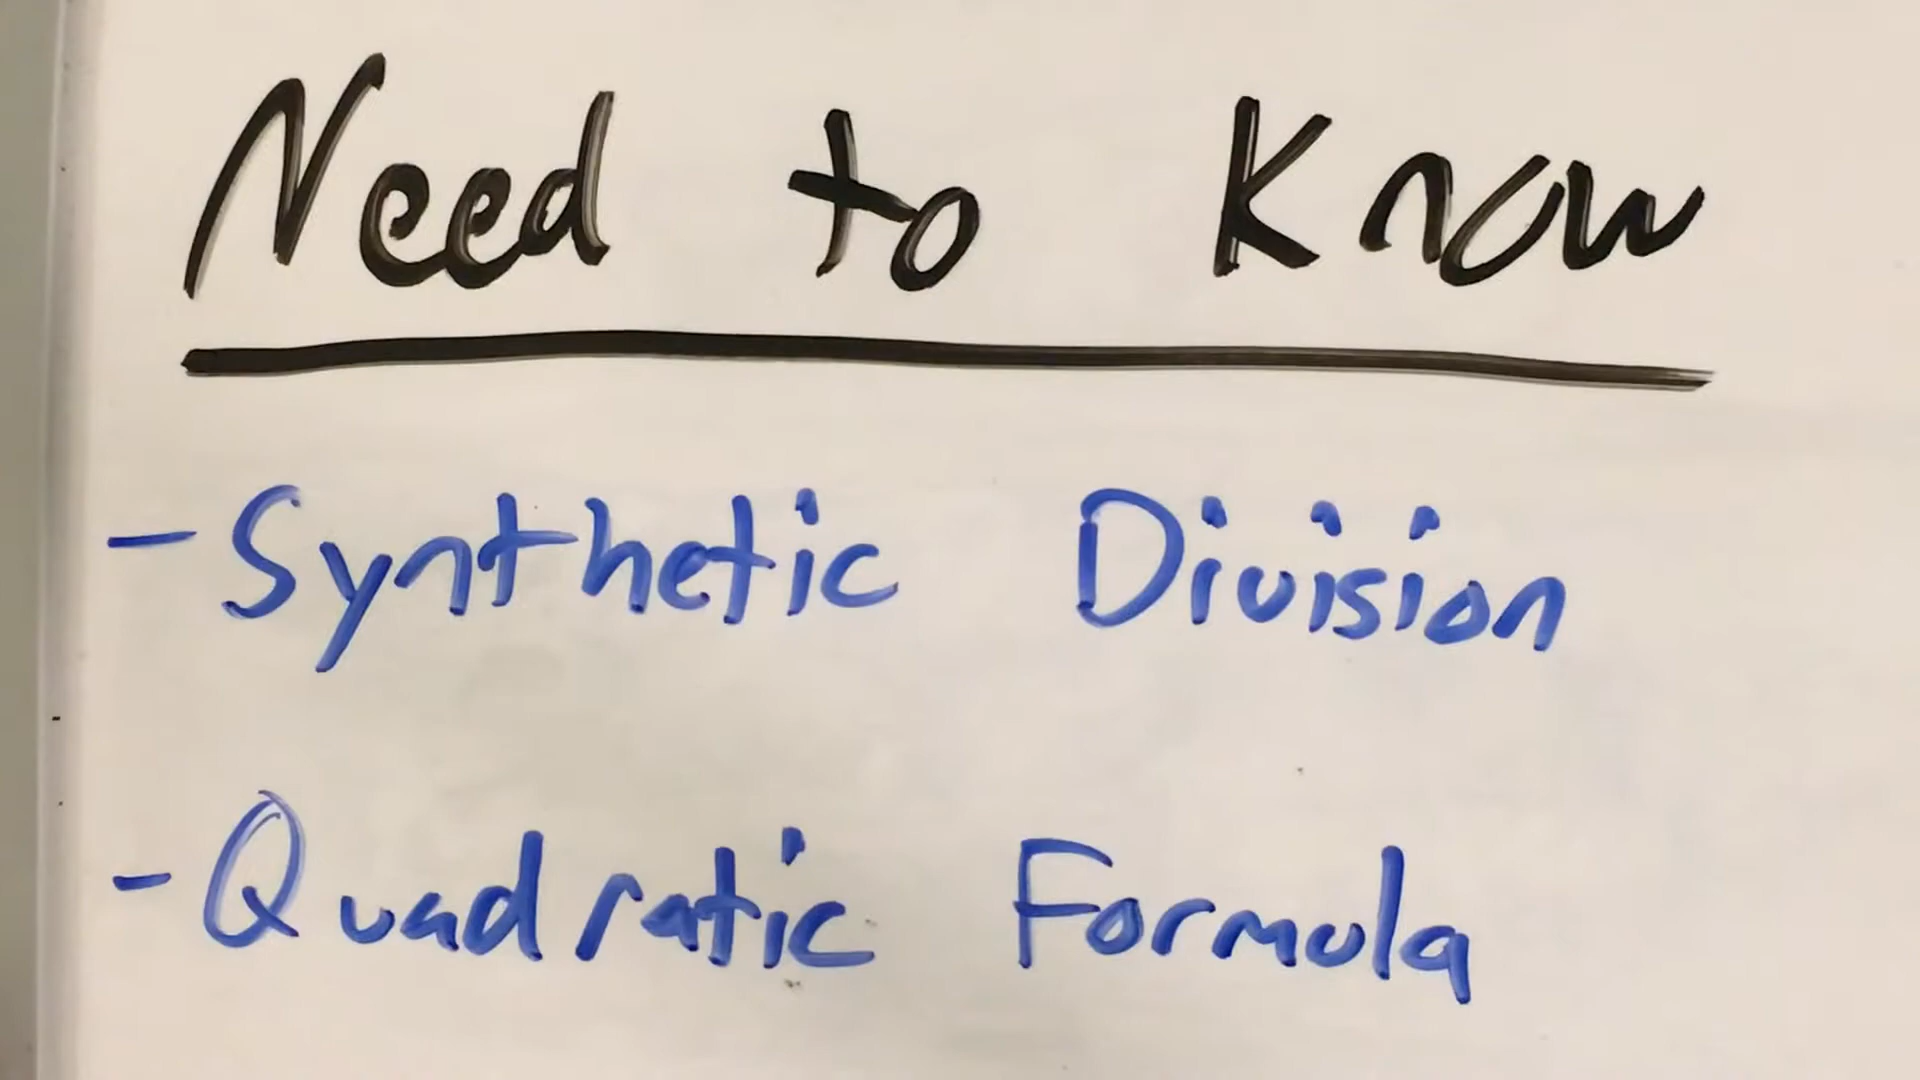 Need to Know
- Synthetic Division
- Quadratic Formula